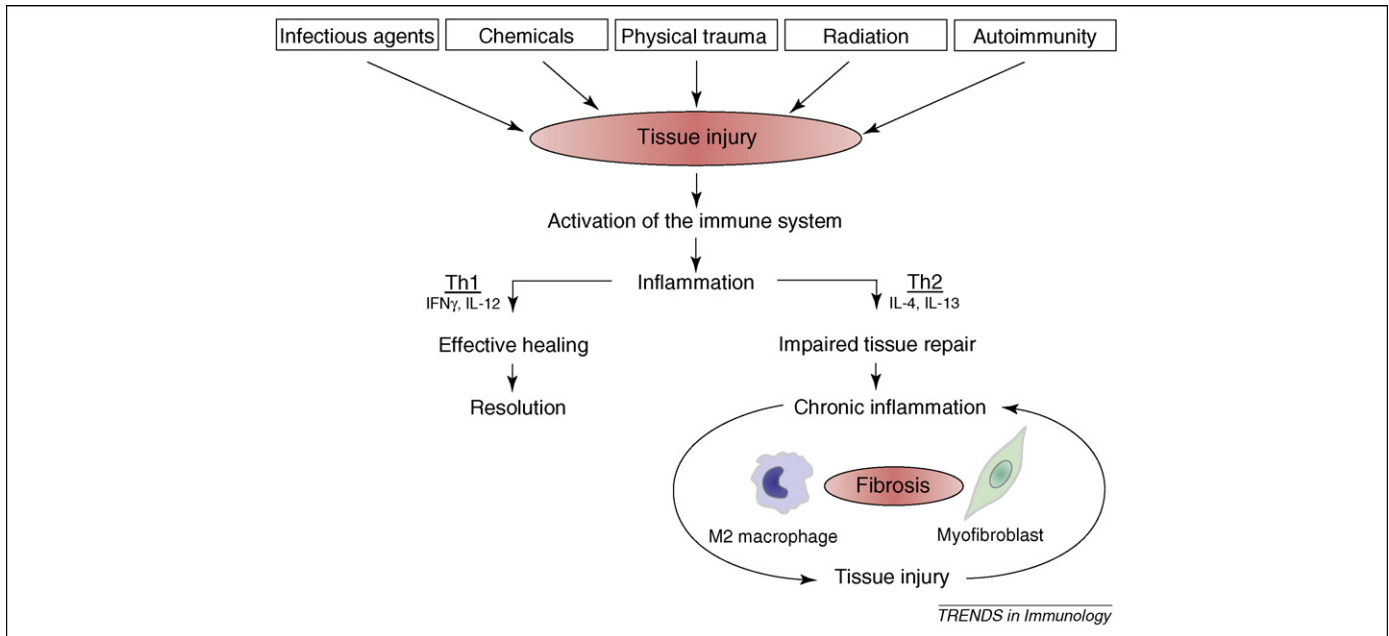 Infectious agents
Chemicals
Physical trauma
Radiation
Autoimmunity
Tissue injury
Activation of the immune system
Th1
IFNγ, IL-12
Inflammation
Th2
IL-4, IL-13
Effective healing
Impaired tissue repair
Resolution
Chronic inflammation
Fibrosis
M2 macrophage
Myofibroblast
Tissue injury
TRENDS in Immunology